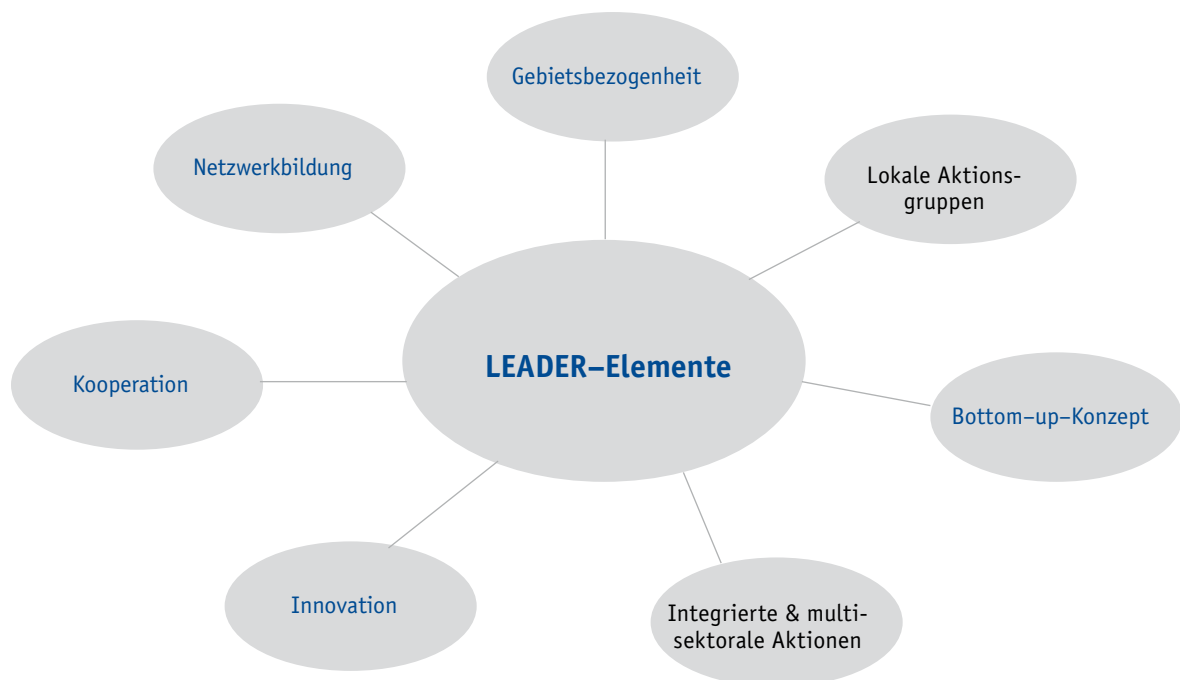 Gebietsbezogenheit
Netzwerkbildung
Lokale Aktions-
gruppen
LEADER–Elemente
Kooperation
Bottom–up–Konzept
Innovation
Integrierte & multi-
sektorale Aktionen